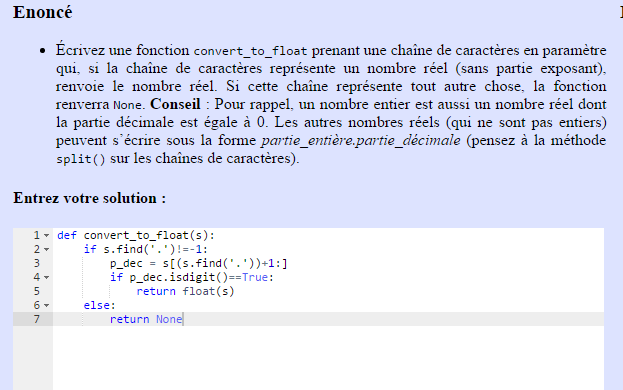 Enoncé
• Écrivez une fonction convert_to_float prenant une chaîne de caractères en paramètre
qui, si la chaîne de caractères représente un nombre réel (sans partie exposant),
renvoie le nombre réel. Si cette chaîne représente tout autre chose, la fonction
renverra None. Conseil : Pour rappel, un nombre entier est aussi un nombre réel dont
la partie décimale est égale à 0. Les autres nombres réels (qui ne sont pas entiers)
peuvent s'écrire sous la forme partie_entière.partie_décimale (pensez à la méthode
split() sur les chaînes de caractères).
Entrez votre solution :
1 def convert_to_float(s):
2     if s.find('.')!=-1:
3         p_dec = s[(s.find('.'))+1:]
4         if p_dec.isdigit()==True:
5             return float(s)
6     else:
7         return None